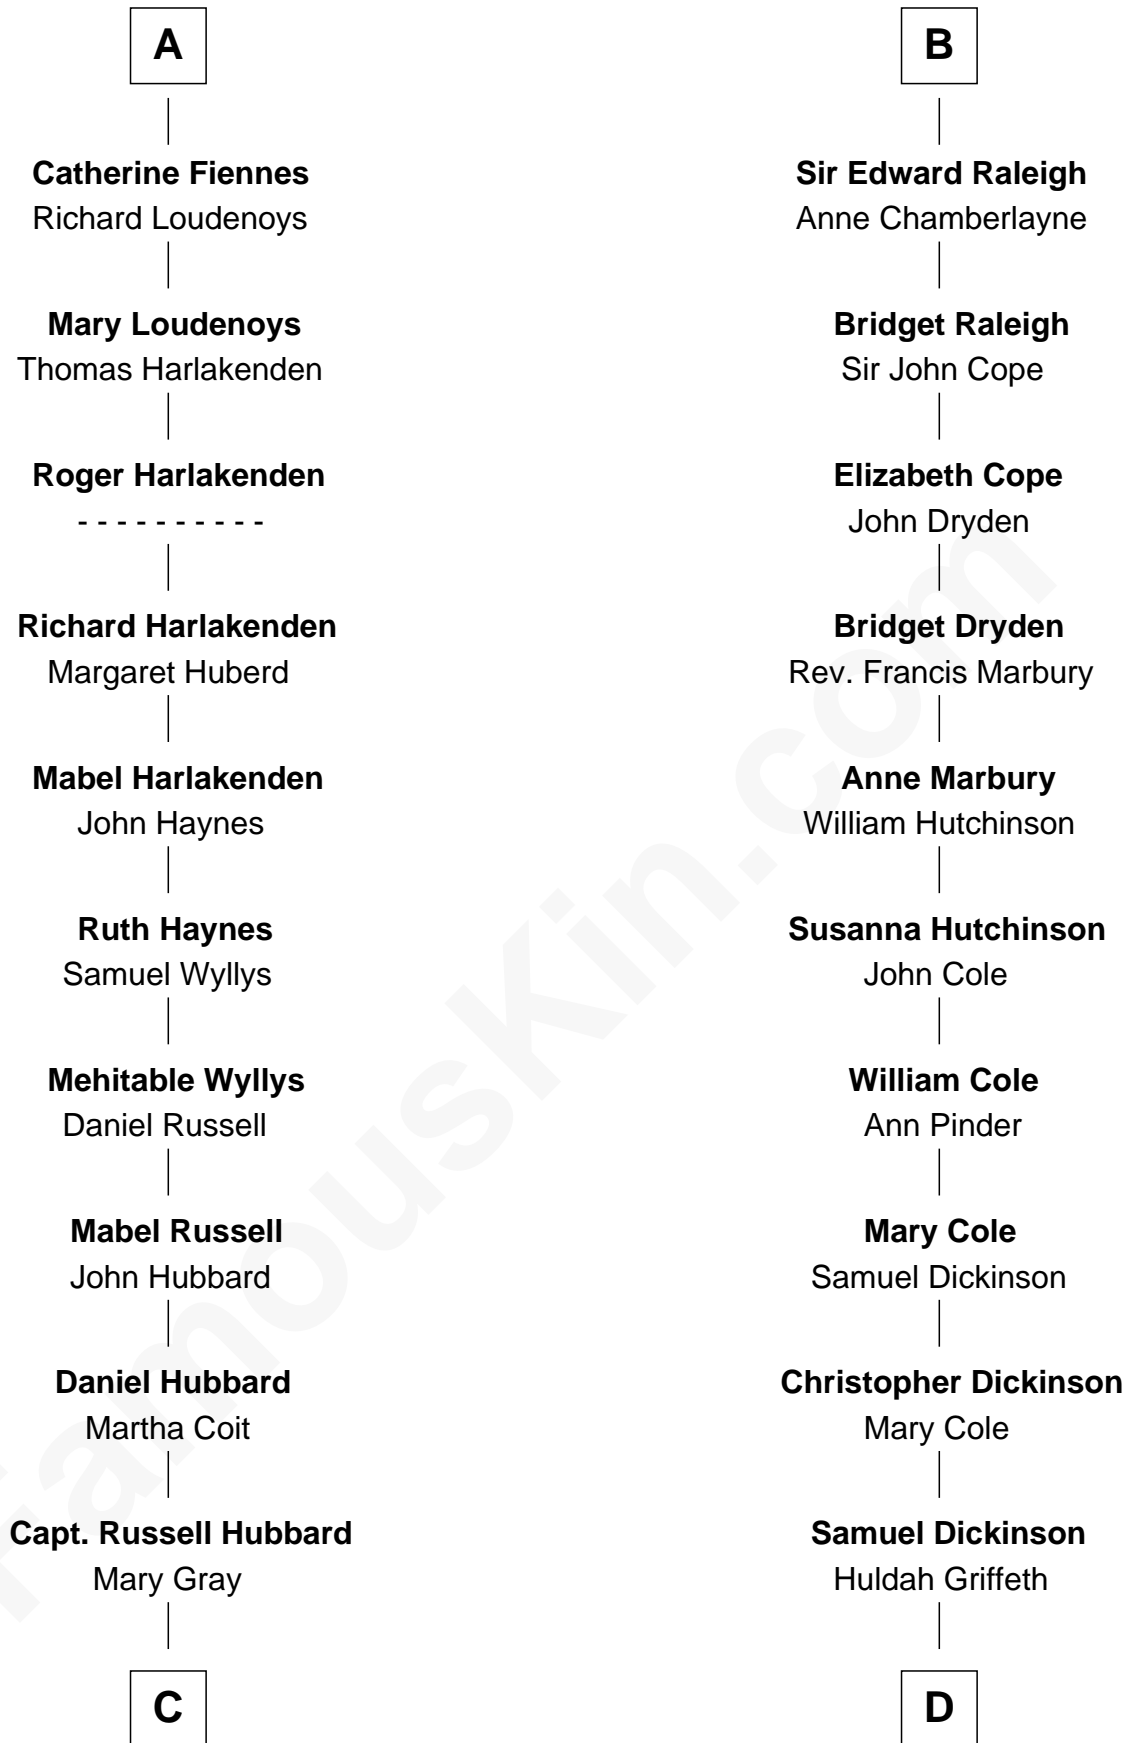 A
Catherine Fiennes
Richard Loudenoys
Mary Loudenoys
Thomas Harlakenden
Roger Harlakenden
- - - - - - - - - -
Richard Harlakenden
Margaret Huberd
Mabel Harlakenden
John Haynes
Ruth Haynes
Samuel Wyllys
Mehitable Wyllys
Daniel Russell
Mabel Russell
John Hubbard
Daniel Hubbard
Martha Coit
Capt. Russell Hubbard
Mary Gray
C
B
Sir Edward Raleigh
Anne Chamberlayne
Bridget Raleigh
Sir John Cope
Elizabeth Cope
John Dryden
Bridget Dryden
Rev. Francis Marbury
Anne Marbury
William Hutchinson
Susanna Hutchinson
John Cole
William Cole
Ann Pinder
Mary Cole
Samuel Dickinson
Christopher Dickinson
Mary Cole
Samuel Dickinson
Huldah Griffeth
D
FamousKin.com